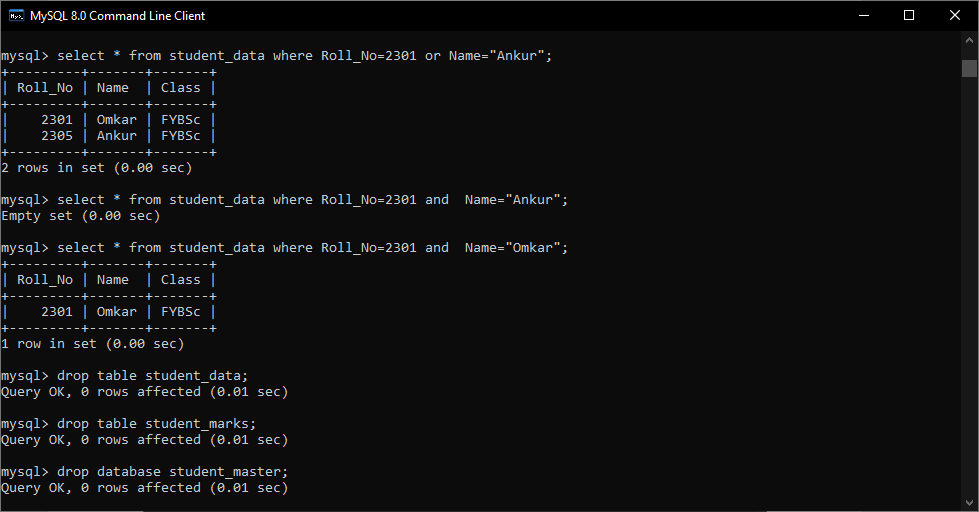 MySQL 8.0 Command Line Client
mysql> select * from student_data where Roll_No=2301 or Name="Ankur";
+---------+-------+-------+
| Roll_No | Name  | Class |
+---------+-------+-------+
|    2301 | Omkar | FYBSc |
|    2305 | Ankur | FYBSc |
+---------+-------+-------+
2 rows in set (0.00 sec)
mysql> select * from student_data where Roll_No=2301 and  Name="Ankur";
Empty set (0.00 sec)
mysql> select * from student_data where Roll_No=2301 and  Name="Omkar";
+---------+-------+-------+
| Roll_No | Name  | Class |
+---------+-------+-------+
|    2301 | Omkar | FYBSc |
+---------+-------+-------+
1 row in set (0.00 sec)
mysql> drop table student_data;
Query OK, 0 rows affected (0.01 sec)
mysql> drop table student_marks;
Query OK, 0 rows affected (0.01 sec)
mysql> drop database student_master;
Query OK, 0 rows affected (0.01 sec)